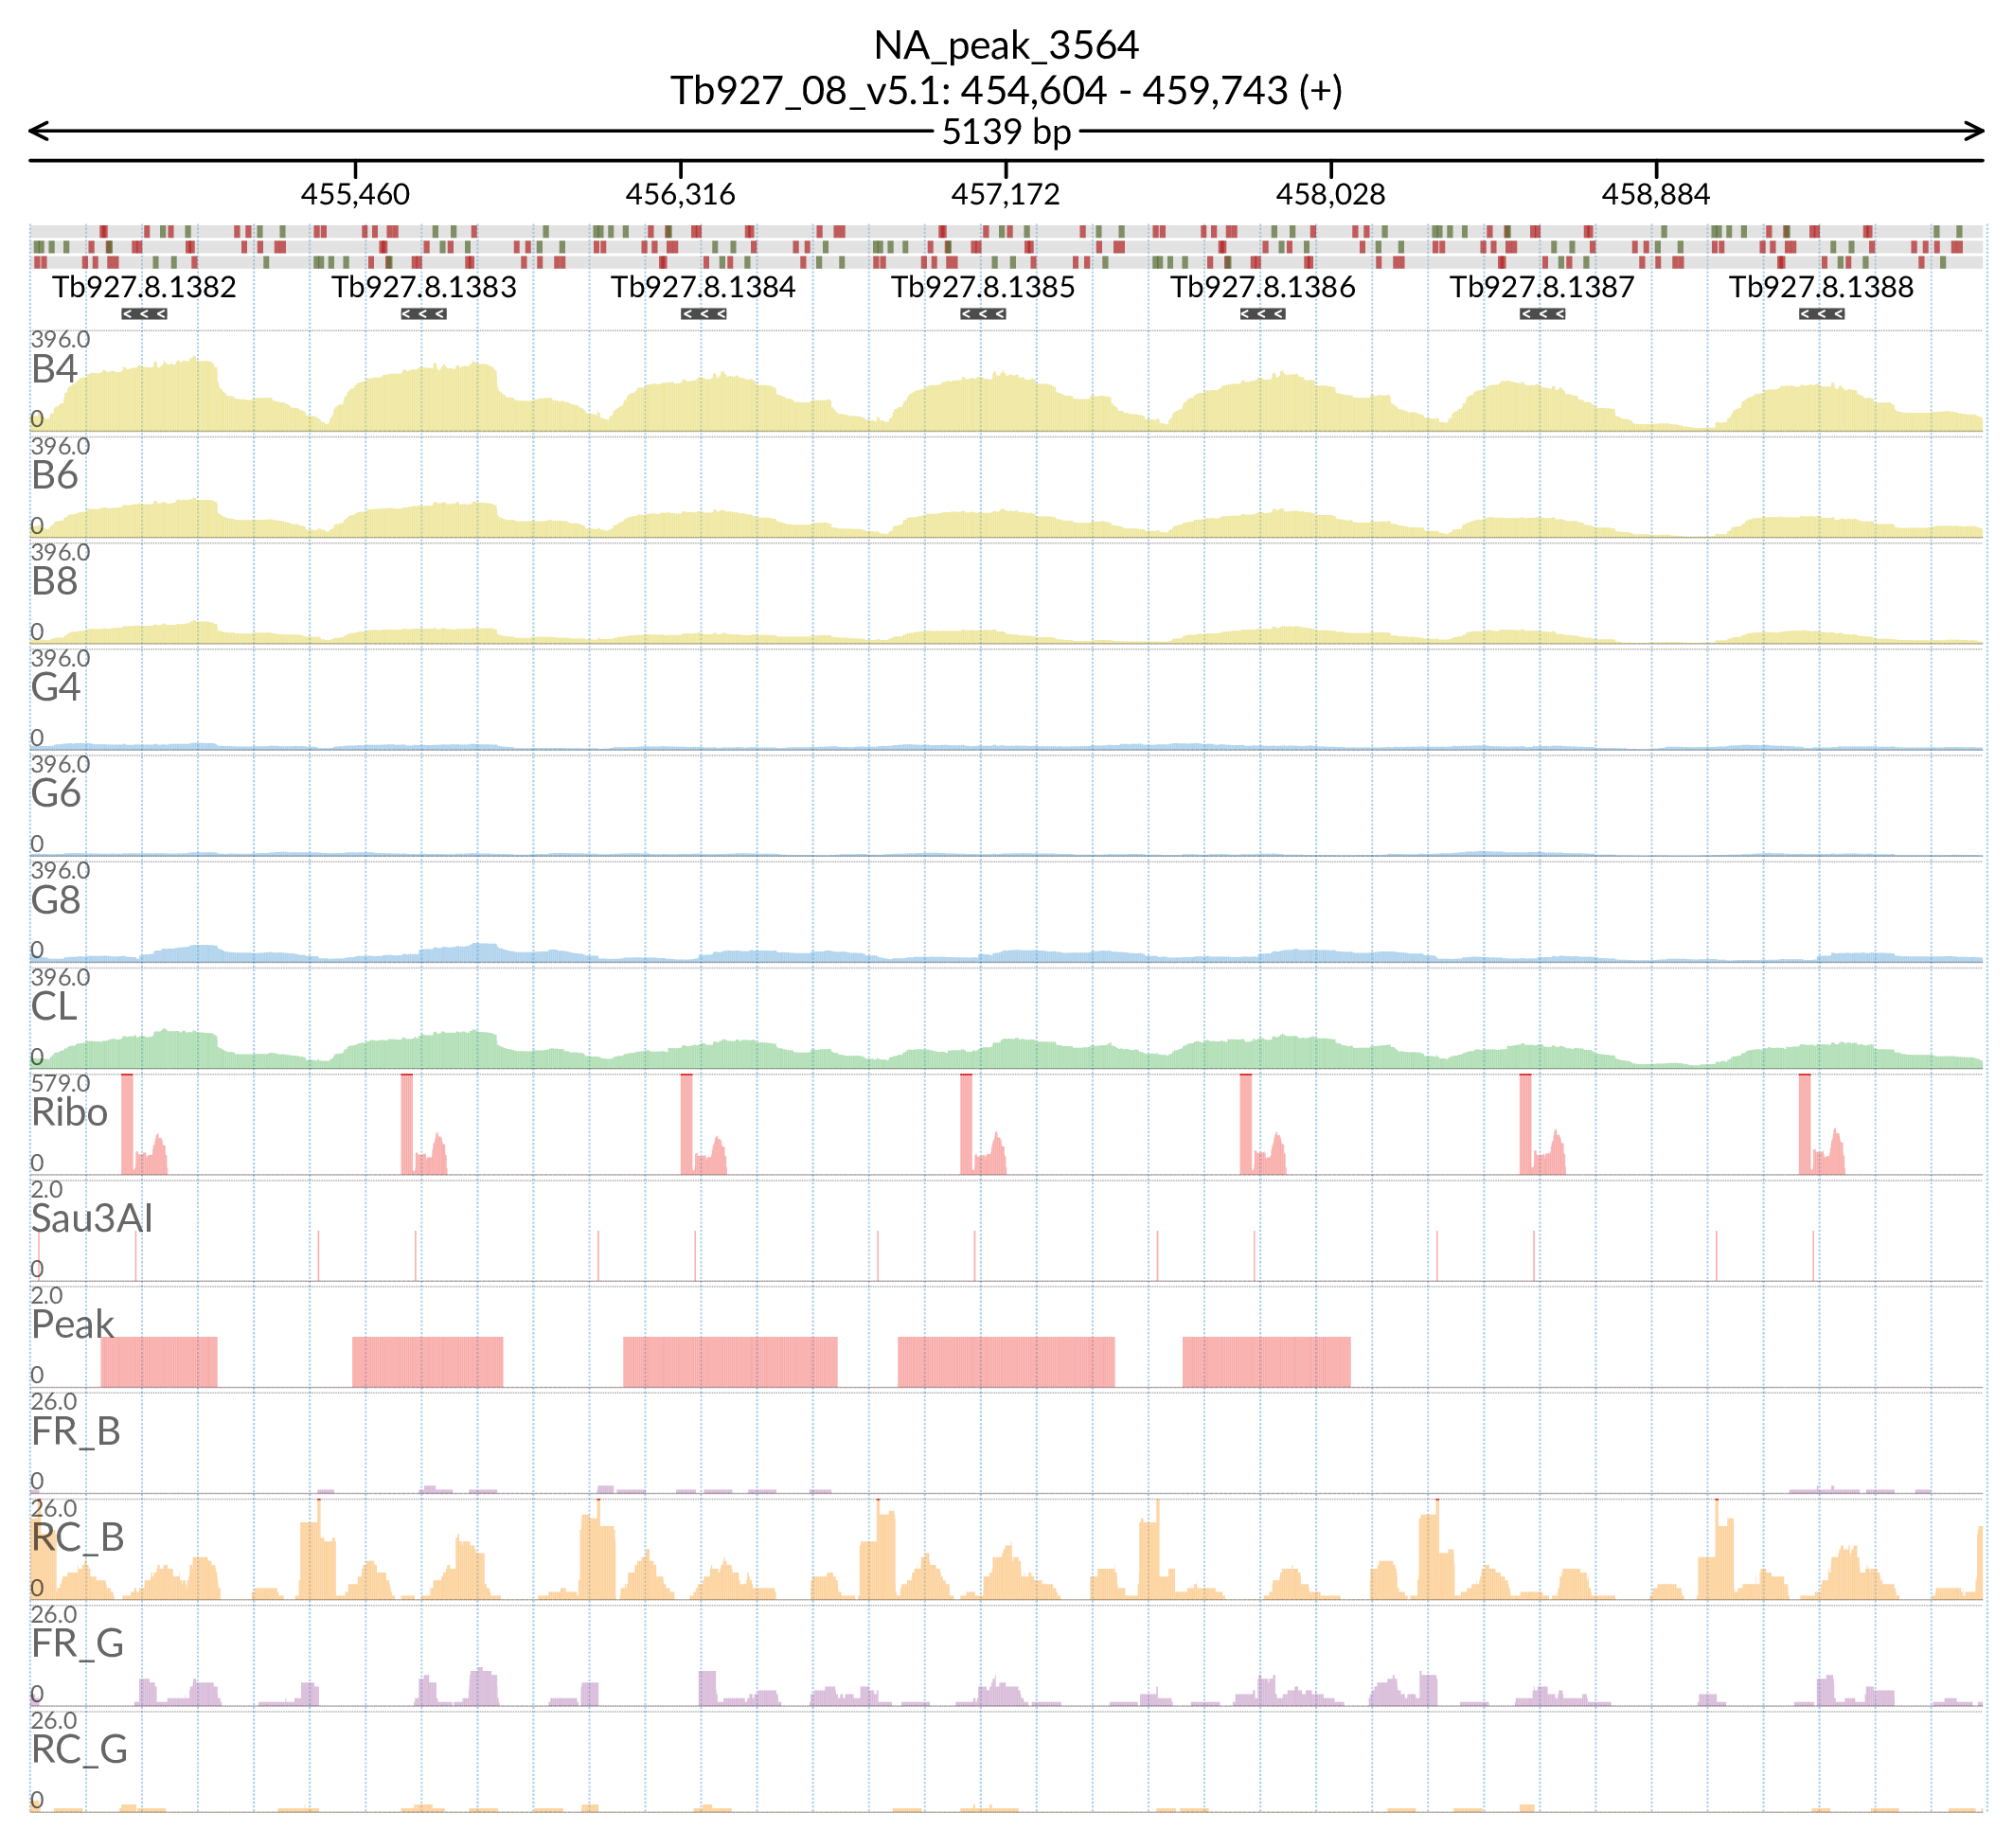 NA_peak_3564
Tb927_08_v5.1: 454,604 - 459,743 (+)
5139 bp
455,460 456,316 457,172 458,028 458,884
Tb927.8.1382 Tb927.8.1383 Tb927.8.1384 Tb927.8.1385 Tb927.8.1386 Tb927.8.1387 Tb927.8.1388
396.0
B4
0
396.0
B6
0
396.0
B8
0
396.0
G4
0
396.0
G6
0
396.0
G8
0
396.0
CL
0
579.0
Ribo
0
2.0
Sau3AI
0
2.0
Peak
0
26.0
FR_B
0
26.0
RC_B
0
26.0
FR_G
0
26.0
RC_G
0